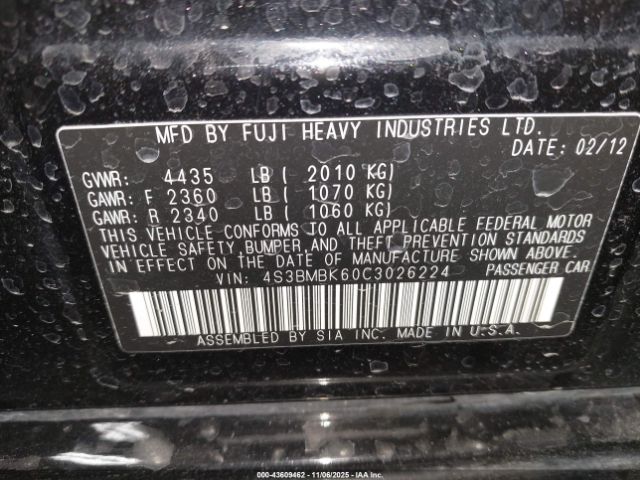 MFD BY FUJI HEAVY INDUSTRIES LTD.
DATE: 02/12
GVWR: 4435 LB ( 2010 KG)
GAWR: F 2360 LB ( 1070 KG)
GAWR: R 2340 LB ( 1060 KG)
THIS VEHICLE CONFORMS TO ALL APPLICABLE FEDERAL MOTOR
VEHICLE SAFETY, BUMPER, AND THEFT PREVENTION STANDARDS
IN EFFECT ON THE DATE OF MANUFACTURE SHOWN ABOVE.
VIN: 4S3BMBK60C3026224 PASSENGER CAR
ASSEMBLED BY SIA INC. MADE IN U.S.A.
000-43609462 - 11/06/2025 - IAACOM